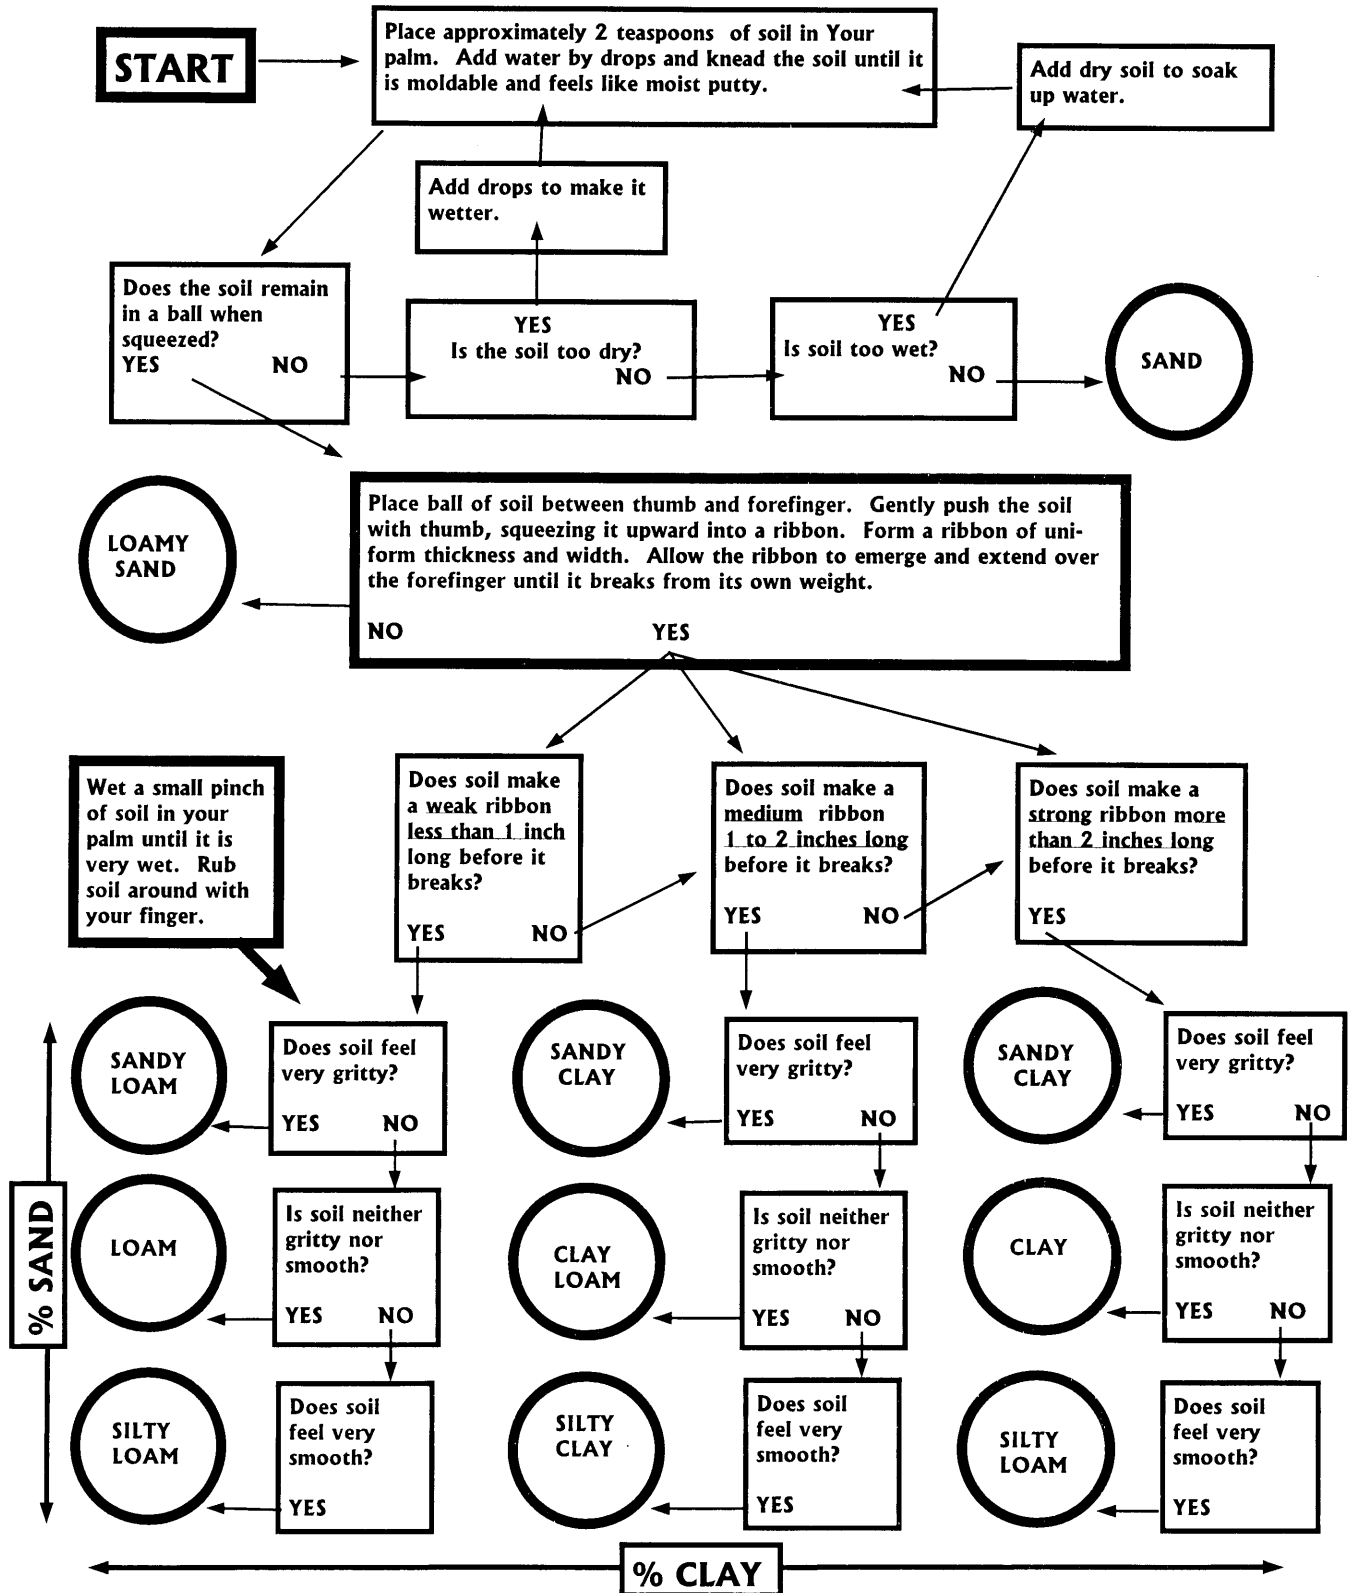 START
Place approximately 2 teaspoons of soil in Your
palm. Add water by drops and knead the soil until it
is moldable and feels like moist putty.
Add dry soil to soak
up water.
Add drops to make it
wetter.
Does the soil remain
in a ball when
squeezed?
YES NO
YES
Is the soil too dry?
NO
YES
Is soil too wet?
NO
SAND
LOAMY
SAND
Place ball of soil between thumb and forefinger. Gently push the soil
with thumb, squeezing it upward into a ribbon. Form a ribbon of uni-
form thickness and width. Allow the ribbon to emerge and extend over
the forefinger until it breaks from its own weight.
NO YES
Wet a small pinch
of soil in your
palm until it is
very wet. Rub
soil around with
your finger.
Does soil make
a weak ribbon
less than 1 inch
long before it
breaks?
YES NO
Does soil make a
medium ribbon
1 to 2 inches long
before it breaks?
YES NO
Does soil make a
strong ribbon more
than 2 inches long
before it breaks?
YES
SANDY
LOAM
Does soil feel
very gritty?
YES NO
SANDY
CLAY
Does soil feel
very gritty?
YES NO
SANDY
CLAY
Does soil feel
very gritty?
YES NO
% SAND
LOAM
Is soil neither
gritty nor
smooth?
YES NO
CLAY
LOAM
Is soil neither
gritty nor
smooth?
YES NO
CLAY
Is soil neither
gritty nor
smooth?
YES NO
SILTY
LOAM
Does soil
feel very
smooth?
YES
SILTY
CLAY
Does soil
feel very
smooth?
YES
SILTY
LOAM
Does soil
feel very
smooth?
YES
% CLAY